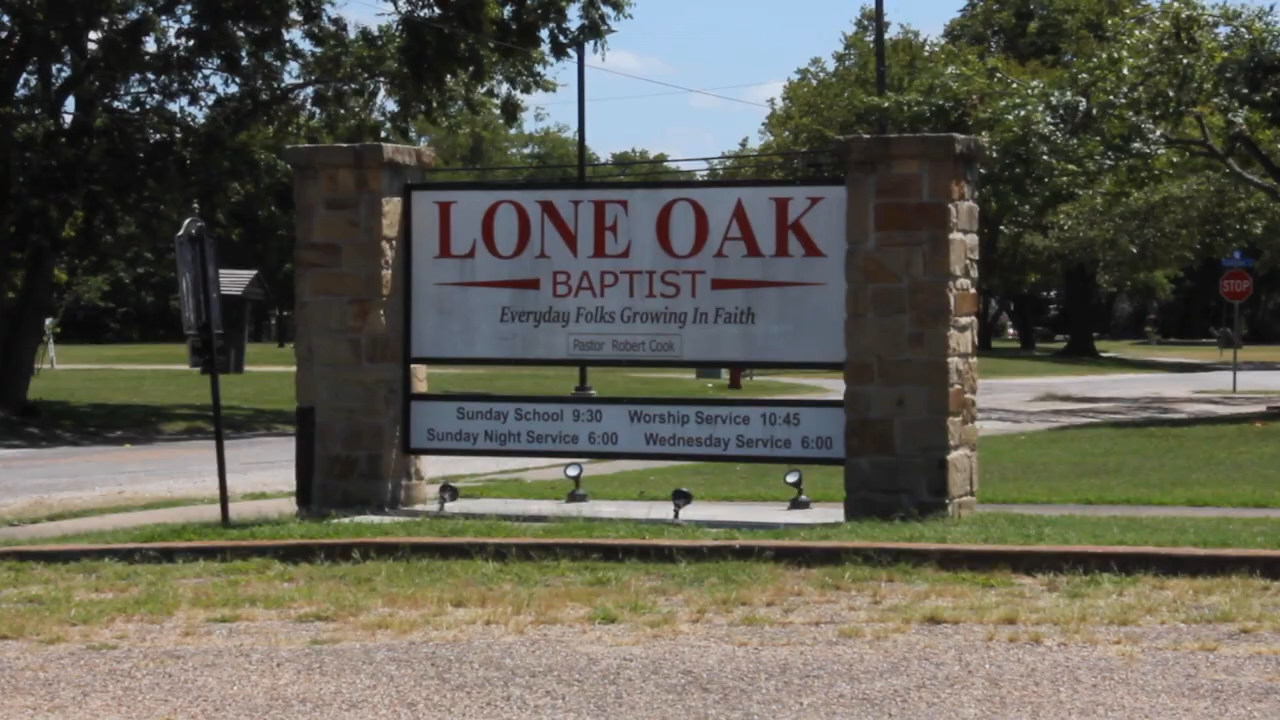 LONE OAK
BAPTIST
Everyday Folks Growing In Faith
Pastor Robert Cook
Sunday School 9:30 Worship Service 10:45
Sunday Night Service 6:00 Wednesday Service 6:00
STOP